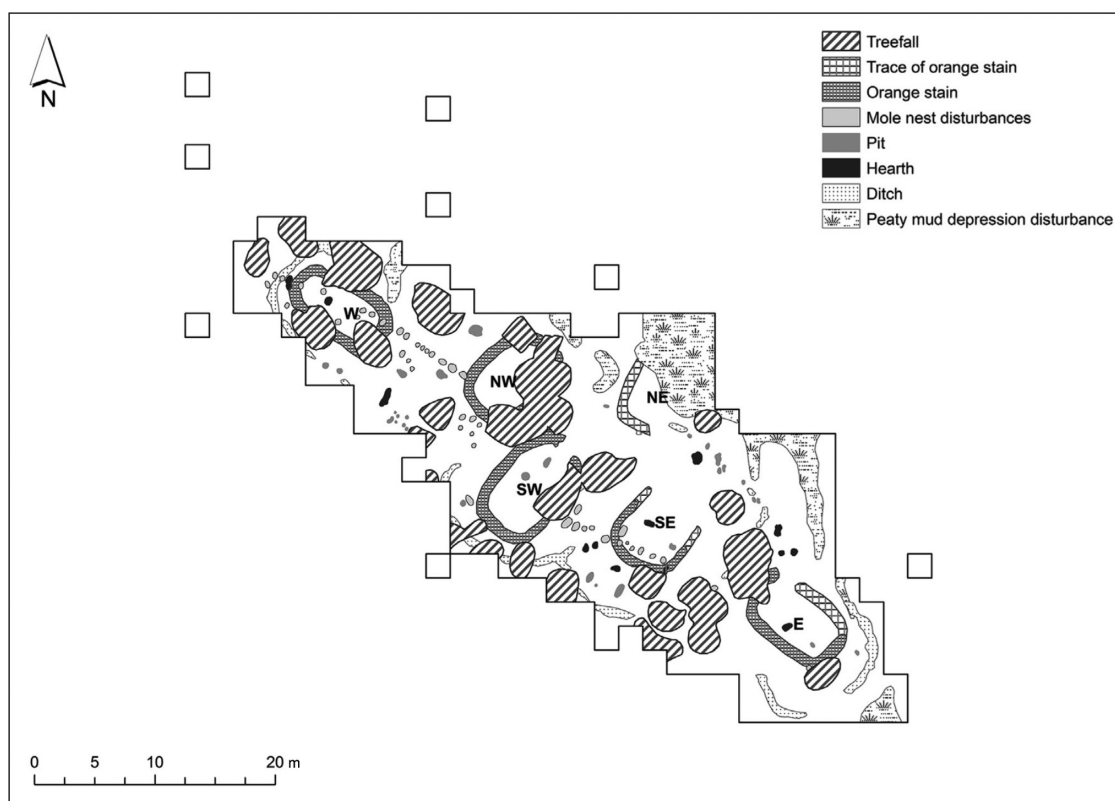 N
Treefall
Trace of orange stain
Orange stain
Mole nest disturbances
Pit
Hearth
Ditch
Peaty mud depression disturbance
W
NW
NE
SW
SE
E
0 5 10 20 m